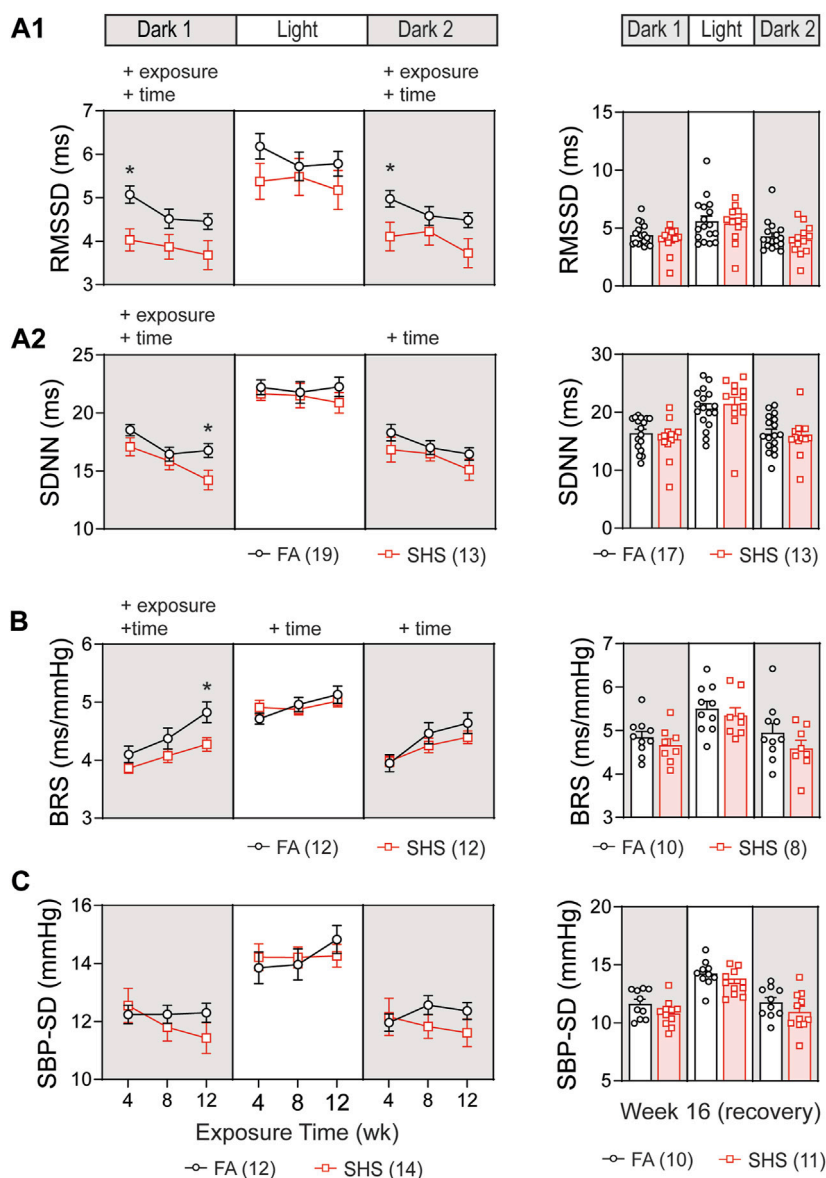 A1
Dark 1 Light Dark 2
Dark 1 Light Dark 2
+ exposure + exposure
+ time + time
RMSSD (ms)
7
6
5
4
3
*
*
RMSSD (ms)
15
10
5
0
A2
+ exposure
+ time + time
SDNN (ms)
25
20
15
10
*
SDNN (ms)
30
20
10
0
FA (19) SHS (13)
FA (17) SHS (13)
B
+ exposure
+time + time + time
BRS (ms/mmHg)
6
5
4
3
*
BRS (ms/mmHg)
7
6
5
4
3
FA (12) SHS (12)
FA (10) SHS (8)
C
SBP-SD (mmHg)
16
14
12
10
4 8 12 4 8 12 4 8 12
Exposure Time (wk)
FA (12) SHS (14)
SBP-SD (mmHg)
20
15
10
5
Week 16 (recovery)
FA (10) SHS (11)